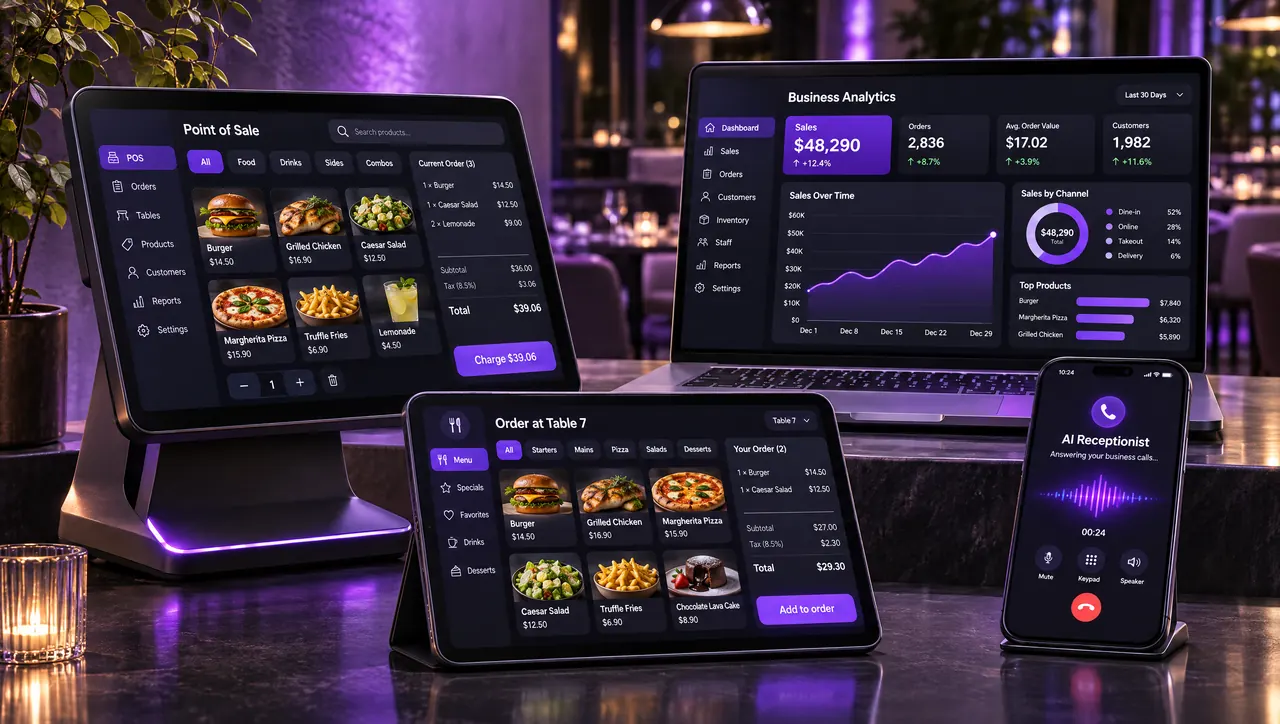 Point of Sale
Search products...
POS
Orders
Tables
Products
Customers
Reports
Settings
All
Food
Drinks
Sides
Combos
Burger
$14.50
Grilled Chicken
$16.90
Caesar Salad
$12.50
Margherita Pizza
$15.90
Truffle Fries
$6.90
Lemonade
$4.50
− 1 +
Current Order (3)
1 × Burger $14.50
1 × Caesar Salad $12.50
2 × Lemonade $9.00
Subtotal $36.00
Tax (8.5%) $3.06
Total $39.06
Charge $39.06
Business Analytics
Last 30 Days
Dashboard
Sales
Orders
Customers
Inventory
Staff
Reports
Settings
Sales
$48,290
↑ +12.4%
Orders
2,836
↑ +8.7%
Avg. Order Value
$17.02
↑ +3.9%
Customers
1,982
↑ +11.6%
Sales Over Time
$60K
$50K
$40K
$30K
$20K
$10K
$0
Dec 1 Dec 8 Dec 15 Dec 22 Dec 29
Sales by Channel
$48,290
Total
Dine-in 52%
Online 28%
Takeout 14%
Delivery 6%
Top Products
Burger $7,840
Margherita Pizza $6,320
Grilled Chicken $5,890
Order at Table 7
Table 7
Menu
Specials
Favorites
Drinks
Desserts
All
Starters
Mains
Pizza
Salads
Desserts
Burger
$14.50
Grilled Chicken
$16.90
Margherita Pizza
$15.90
Caesar Salad
$12.50
Truffle Fries
$6.90
Chocolate Lava Cake
$8.90
Your Order (2)
1 × Burger $14.50
1 × Caesar Salad $12.50
Subtotal $27.00
Tax (8.5%) $2.30
Total $29.30
Add to order
10:24
AI Receptionist
Answering your business calls...
00:24
Mute
Keypad
Speaker